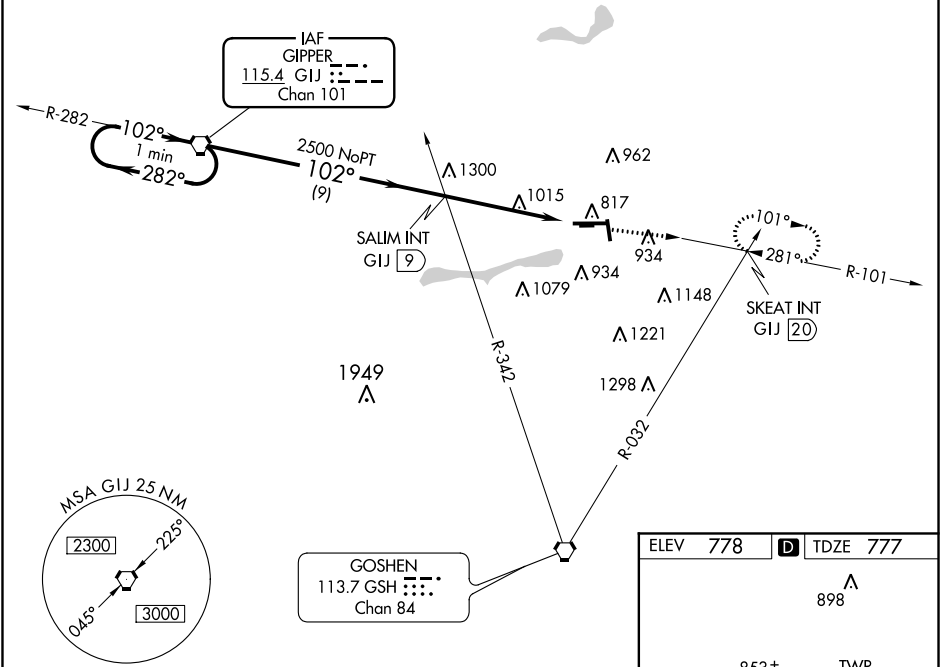 IAF
GIPPER
115.4 GIJ
Chan 101
R-282
102°
1 min
282°
2500 NoPT
102°
(9)
1300
962
1015
817
SALIM INT
GIJ 9
934
101°
281°
R-101
SKEAT INT
GIJ 20
1079
934
1148
1221
1298
1949
R-342
R-032
MSA GIJ 25 NM
2300
225°
045°
3000
GOSHEN
113.7 GSH
Chan 84
ELEV 778 D TDZE 777
898